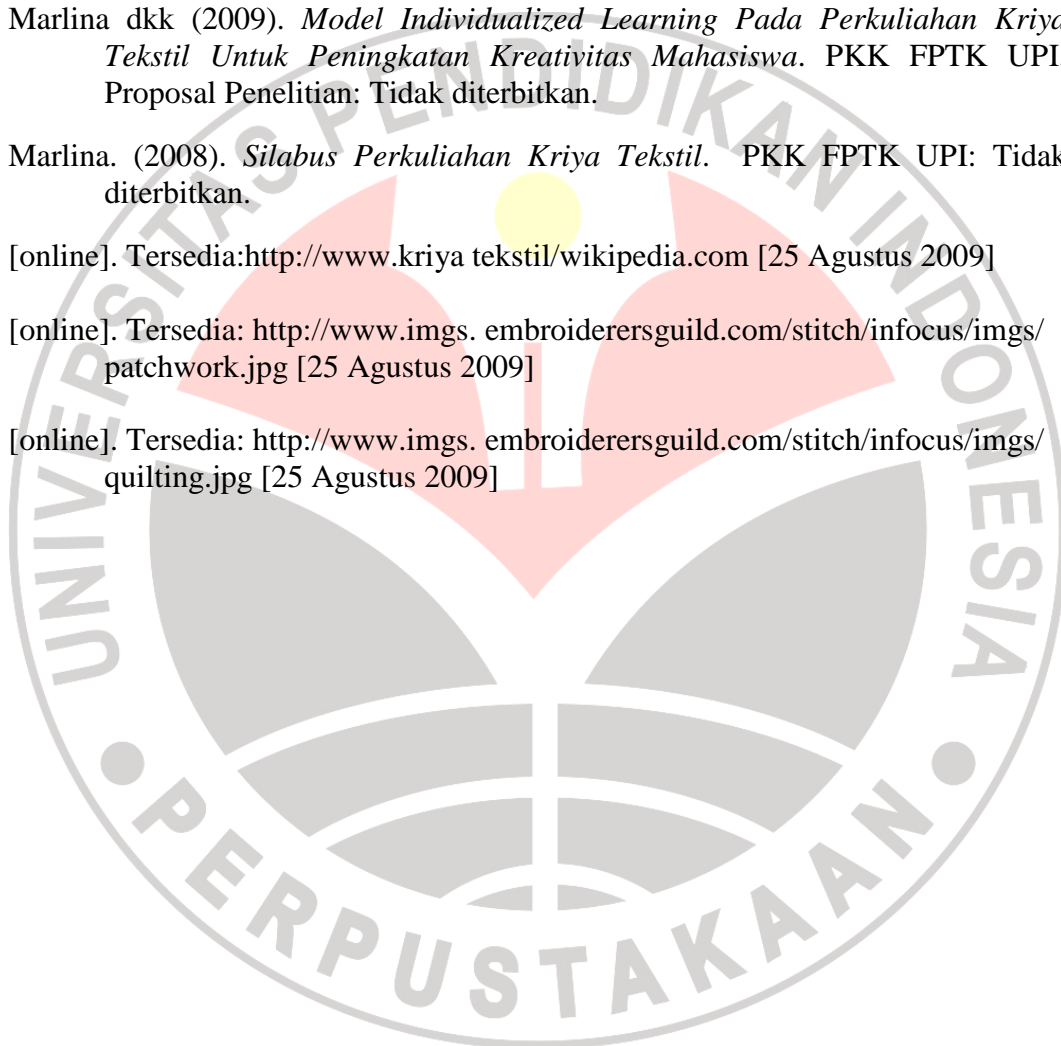 Marlina dkk (2009). Model Individualized Learning Pada Perkuliahan Kriya
Tekstil Untuk Peningkatan Kreativitas Mahasiswa. PKK FPTK UPI.
Proposal Penelitian: Tidak diterbitkan.
Marlina. (2008). Silabus Perkuliahan Kriya Tekstil. PKK FPTK UPI: Tidak
diterbitkan.
[online]. Tersedia:http://www.kriya tekstil/wikipedia.com [25 Agustus 2009]
[online]. Tersedia: http://www.imgs. embroiderersguild.com/stitch/infocus/imgs/
patchwork.jpg [25 Agustus 2009]
[online]. Tersedia: http://www.imgs. embroiderersguild.com/stitch/infocus/imgs/
quilting.jpg [25 Agustus 2009]
UNIVERSITAS PENDIDIKAN INDONESIA
PERPUSTAKAAN